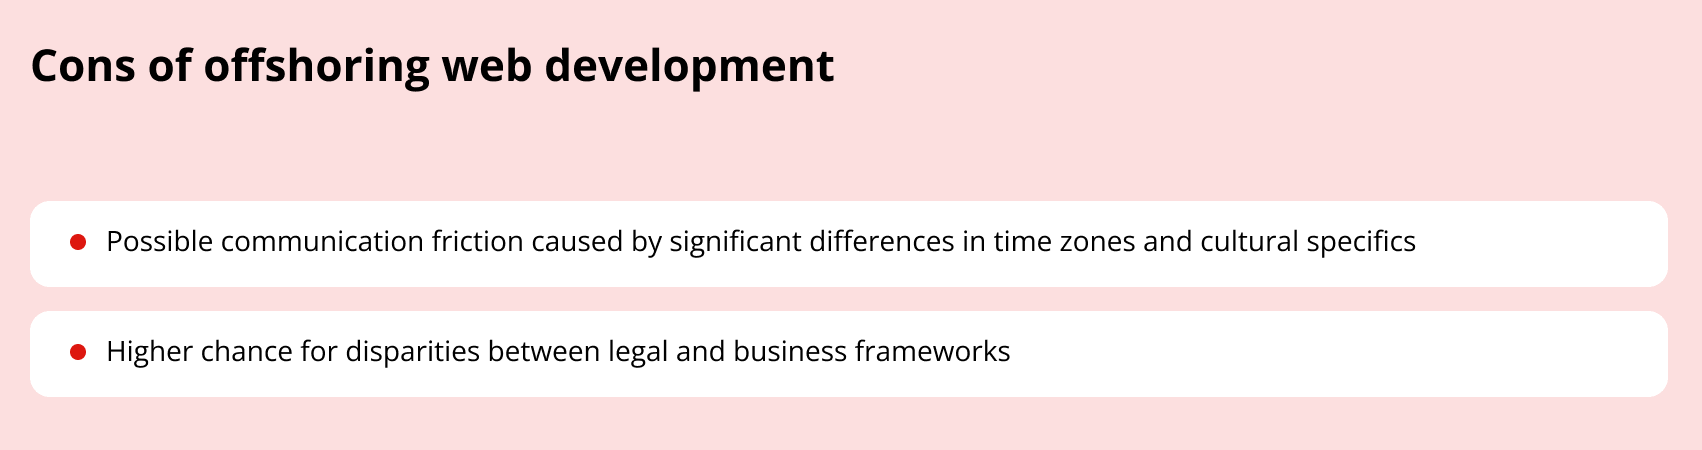 Cons of offshoring web development
Possible communication friction caused by significant differences in time zones and cultural specifics
Higher chance for disparities between legal and business frameworks